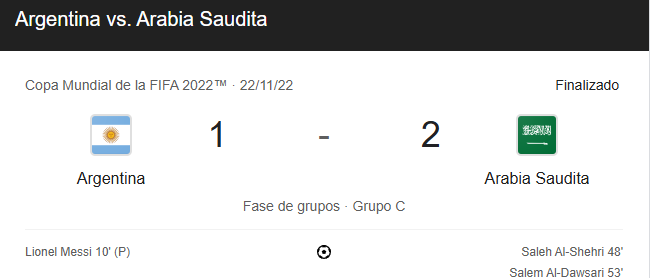 Argentina vs. Arabia Saudita
Copa Mundial de la FIFA 2022™ · 22/11/22 Finalizado
1 - 2
Argentina Arabia Saudita
Fase de grupos · Grupo C
Lionel Messi 10' (P) Saleh Al-Shehri 48'
Salem Al-Dawsari 53'